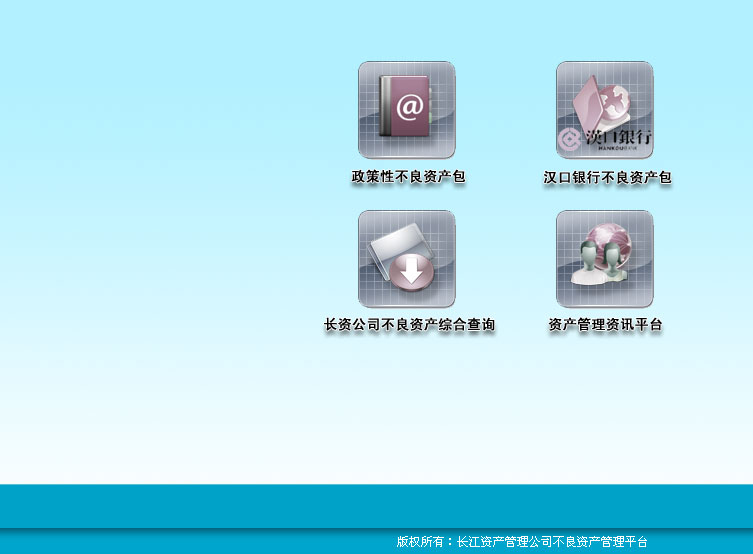 @
漢口銀行
HANKOUBANK
政策性不良资产包
汉口银行不良资产包
长资公司不良资产综合查询
资产管理资讯平台
版权所有：长江资产管理公司不良资产管理平台